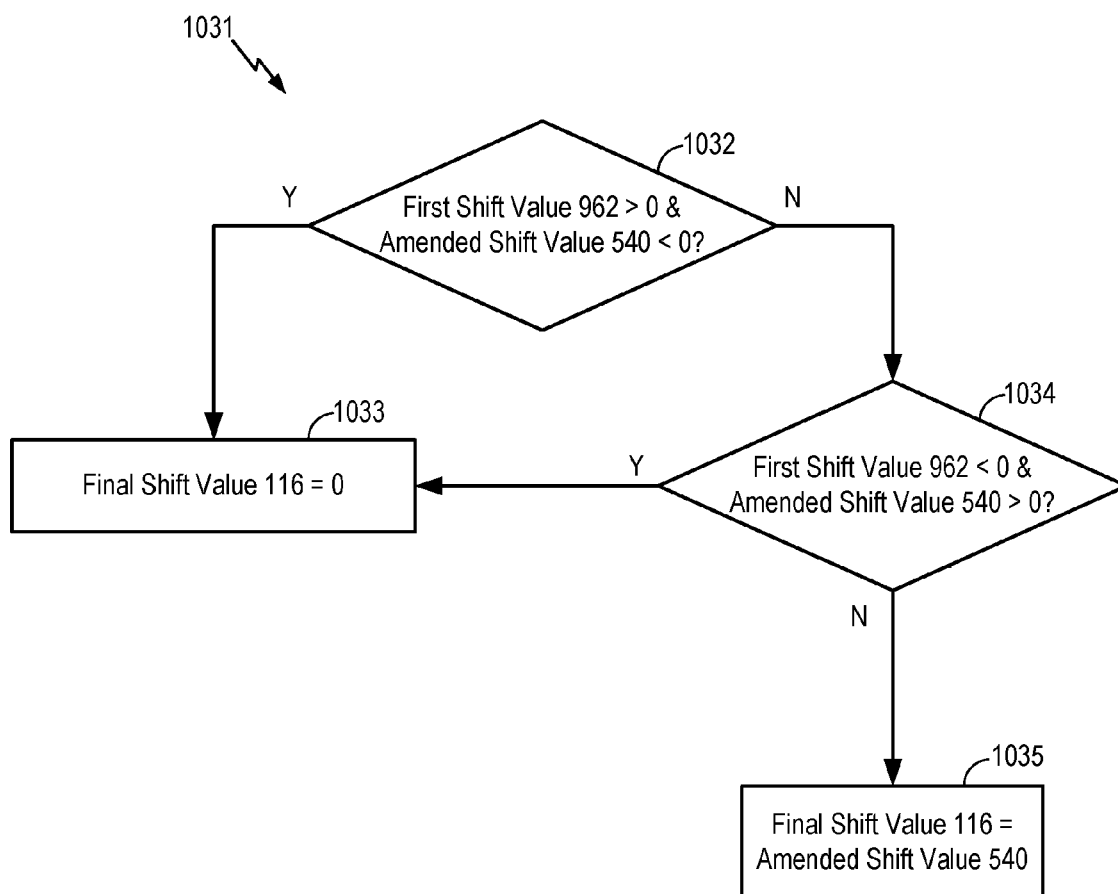 1031
1032
Y
First Shift Value 962 > 0 &
Amended Shift Value 540 < 0?
N
1033
Final Shift Value 116 = 0
1034
Y
First Shift Value 962 < 0 &
Amended Shift Value 540 > 0?
N
1035
Final Shift Value 116 =
Amended Shift Value 540